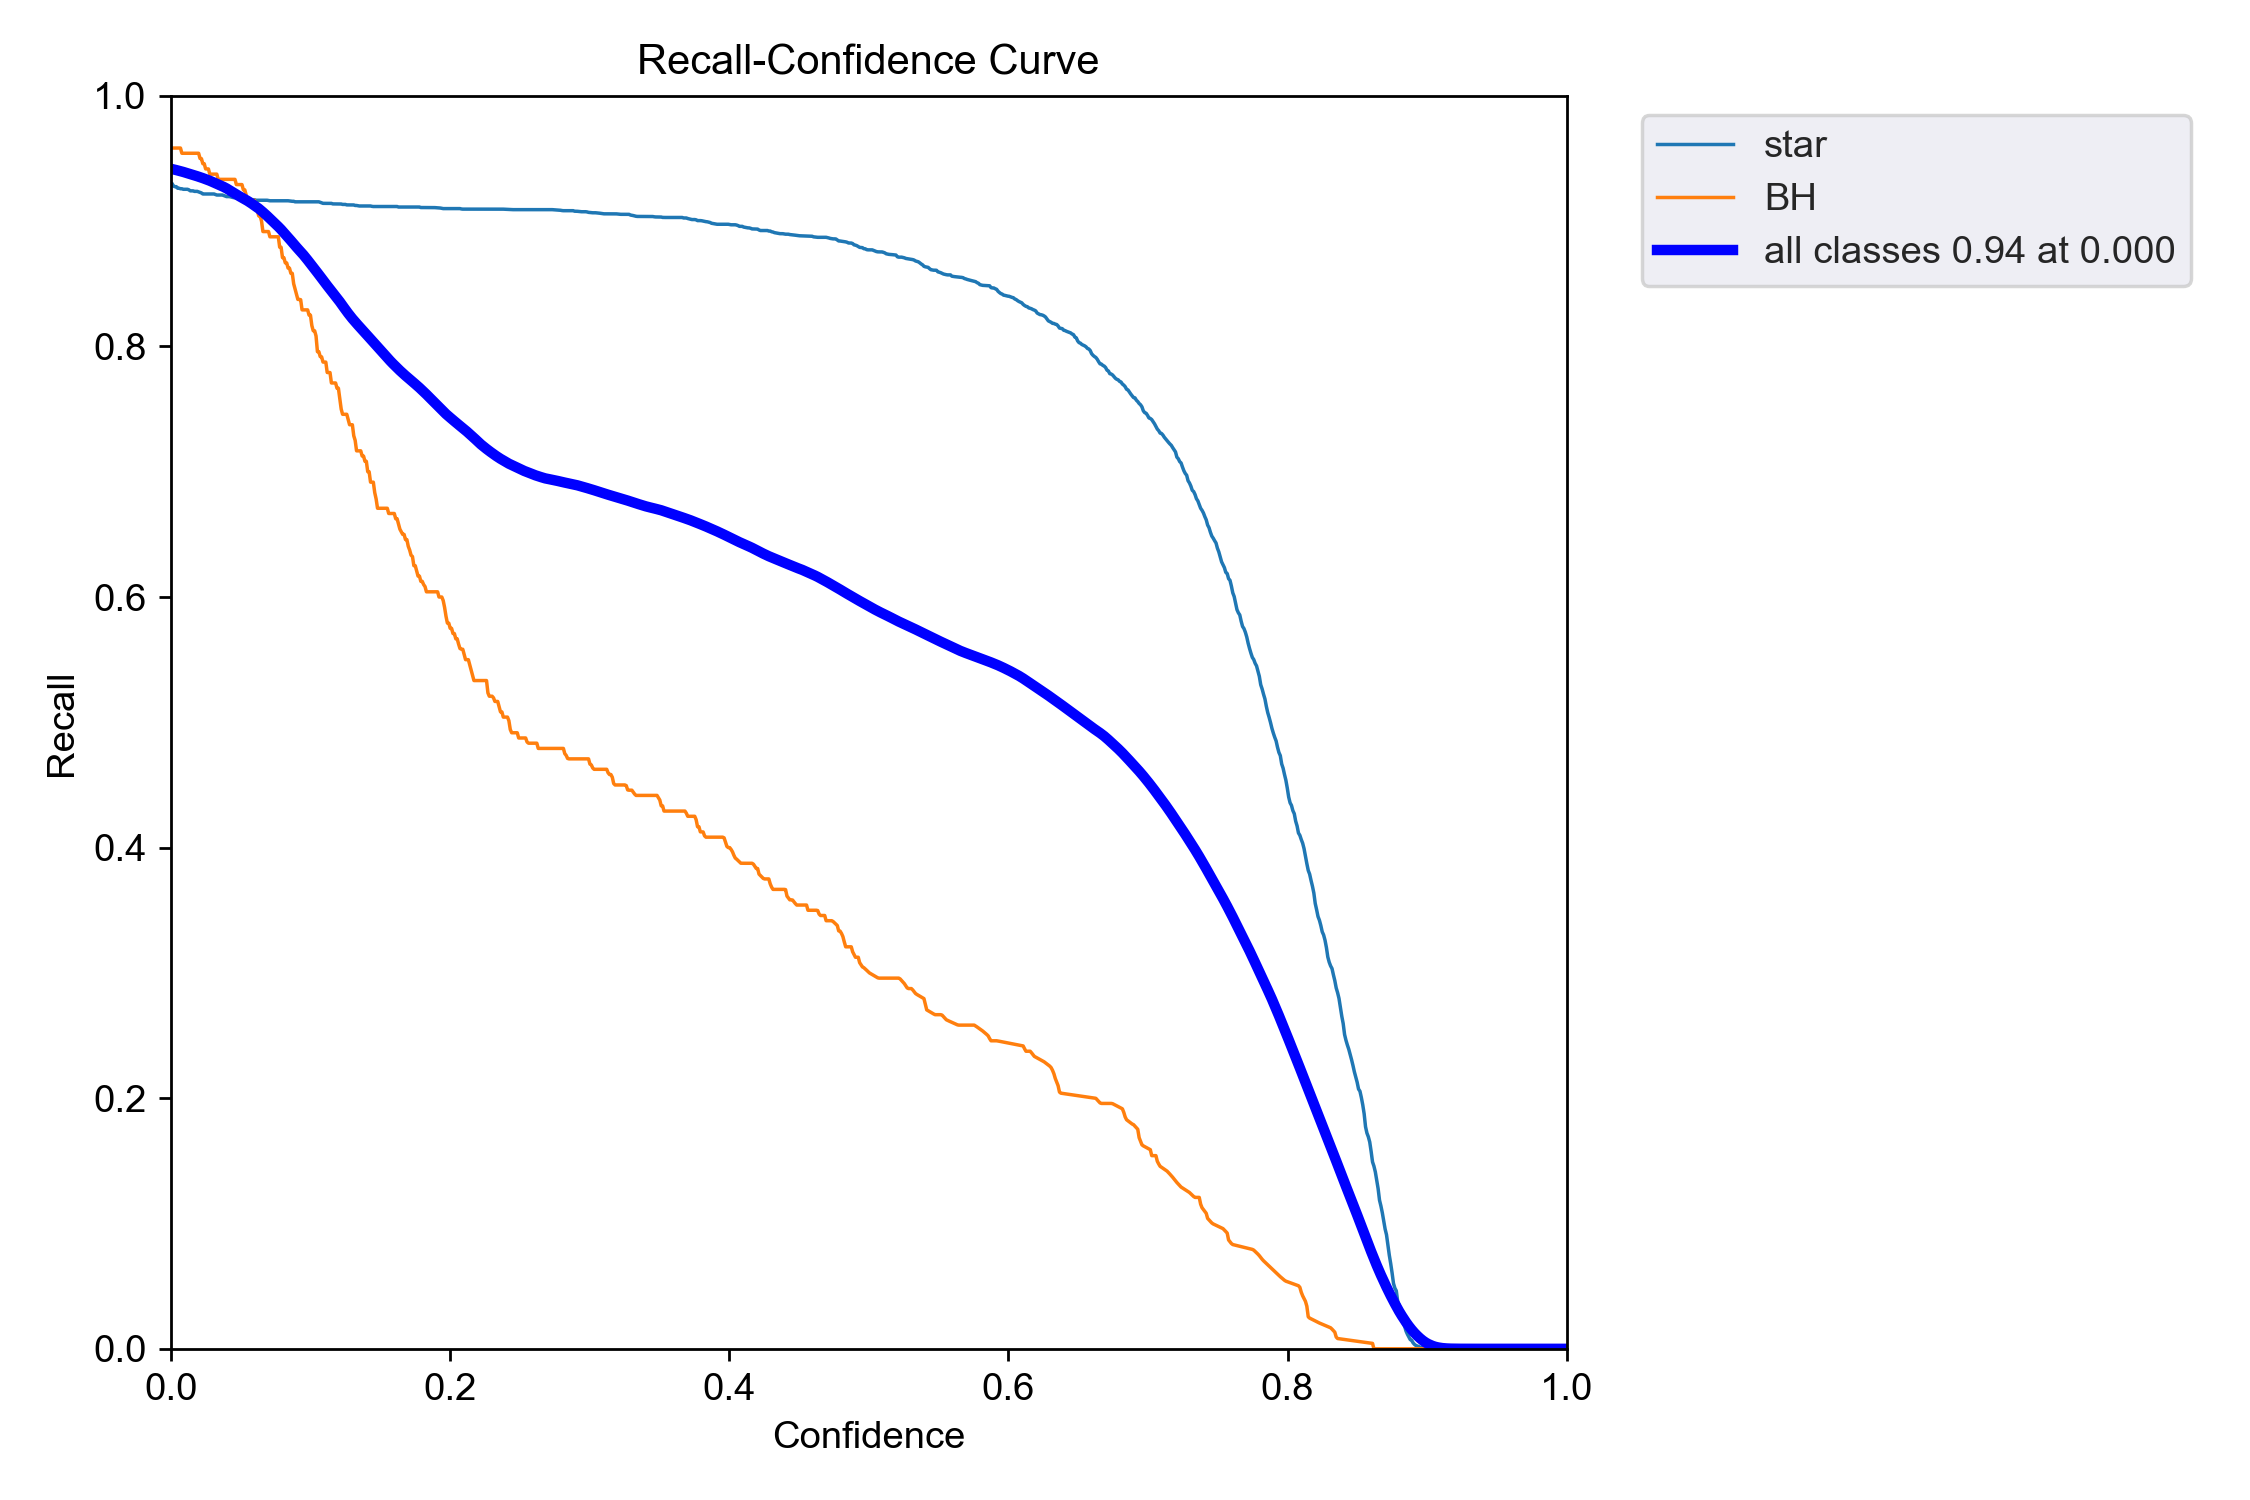 Recall-Confidence Curve
1.0
0.8
0.6
0.4
0.2
0.0
Recall
0.0 0.2 0.4 0.6 0.8 1.0
Confidence
star
BH
all classes 0.94 at 0.000